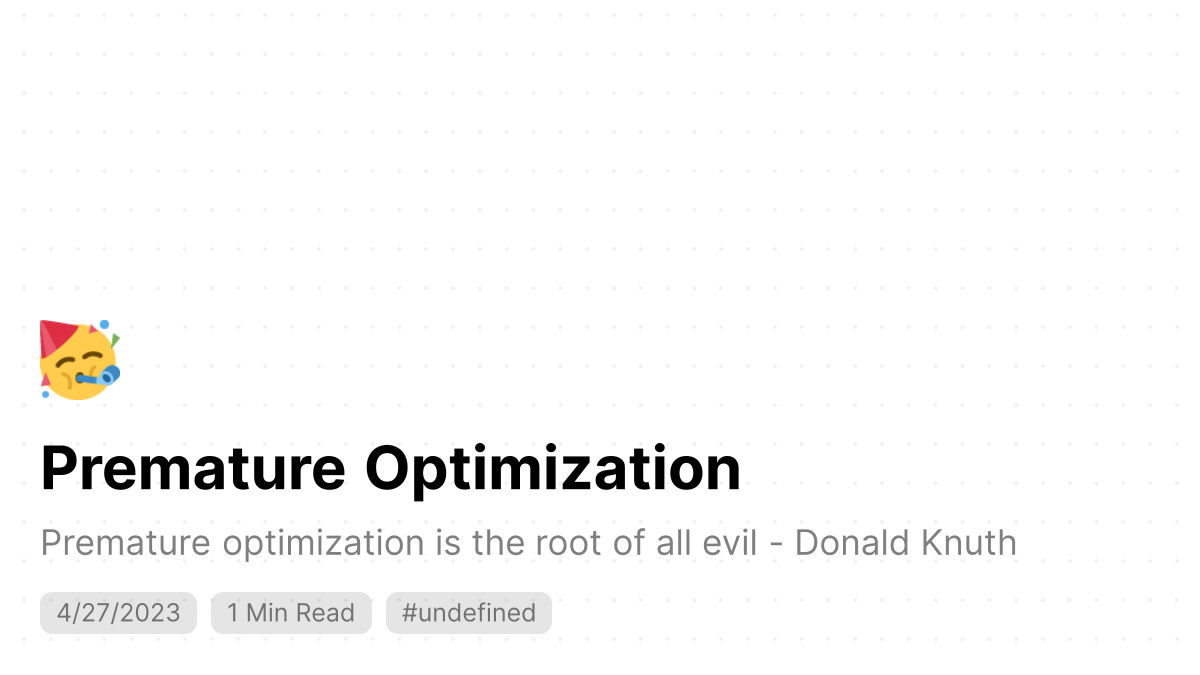 Premature Optimization
Premature optimization is the root of all evil - Donald Knuth
4/27/2023 1 Min Read #undefined